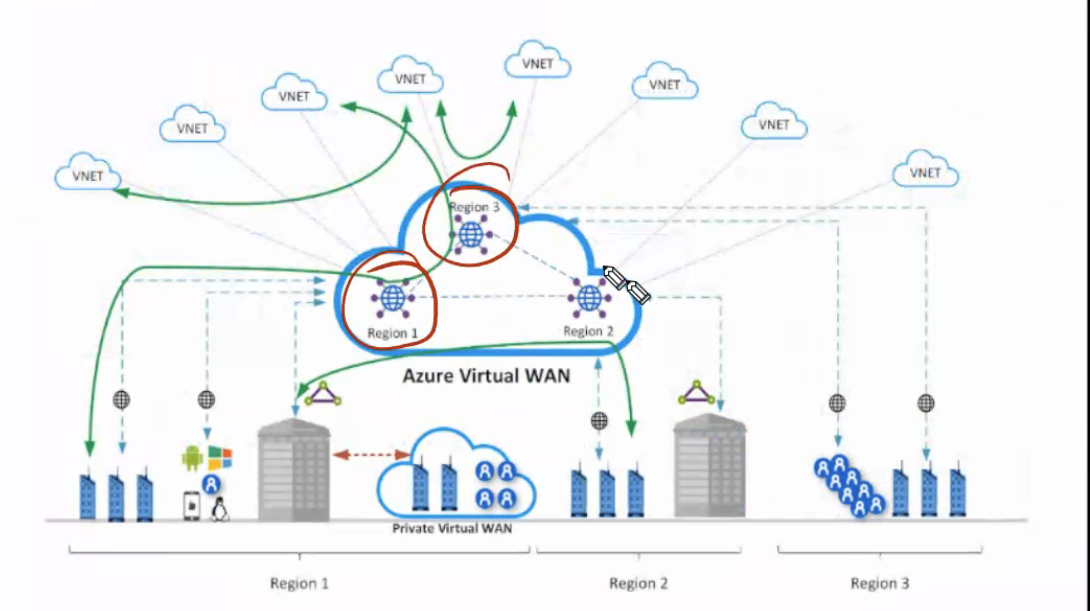 VNET
VNET
VNET
VNET
VNET
VNET
VNET
VNET
Region 3
Region 1
Region 2
Azure Virtual WAN
Private Virtual WAN
Region 1
Region 2
Region 3